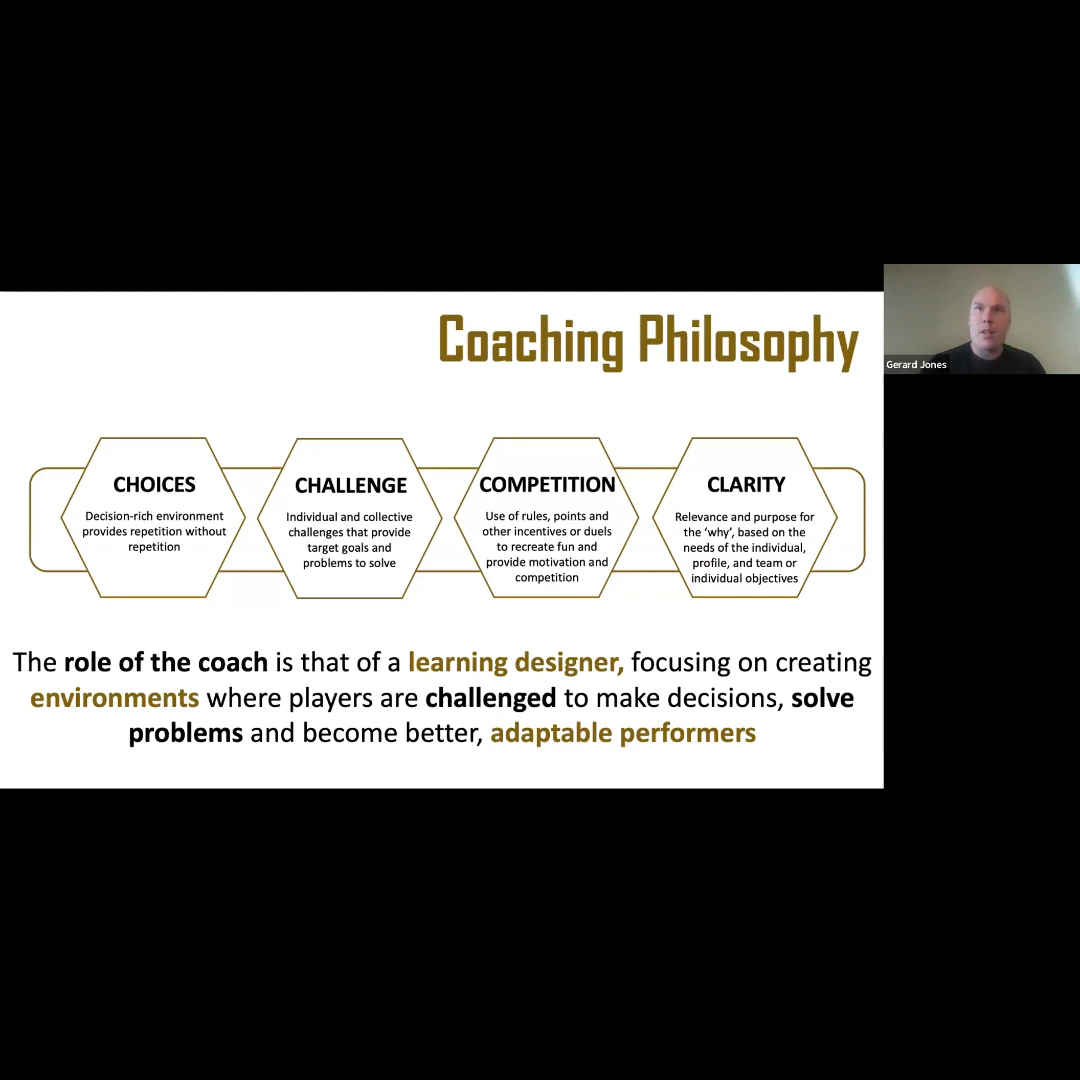 Coaching Philosophy
Gerard Jones
CHOICES
Decision-rich environment
provides repetition without
repetition
CHALLENGE
Individual and collective
challenges that provide
target goals and
problems to solve
COMPETITION
Use of rules, points and
other incentives or duels
to recreate fun and
provide motivation and
competition
CLARITY
Relevance and purpose for
the ‘why’, based on the
needs of the individual,
profile, and team or
individual objectives
The role of the coach is that of a learning designer, focusing on creating
environments where players are challenged to make decisions, solve
problems and become better, adaptable performers